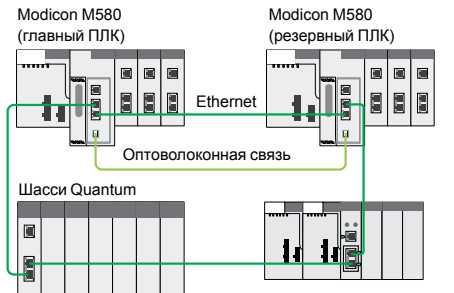 Modicon M580
(главный ПЛК)
Modicon M580
(резервный ПЛК)
Ethernet
Оптоволоконная связь
Шасси Quantum